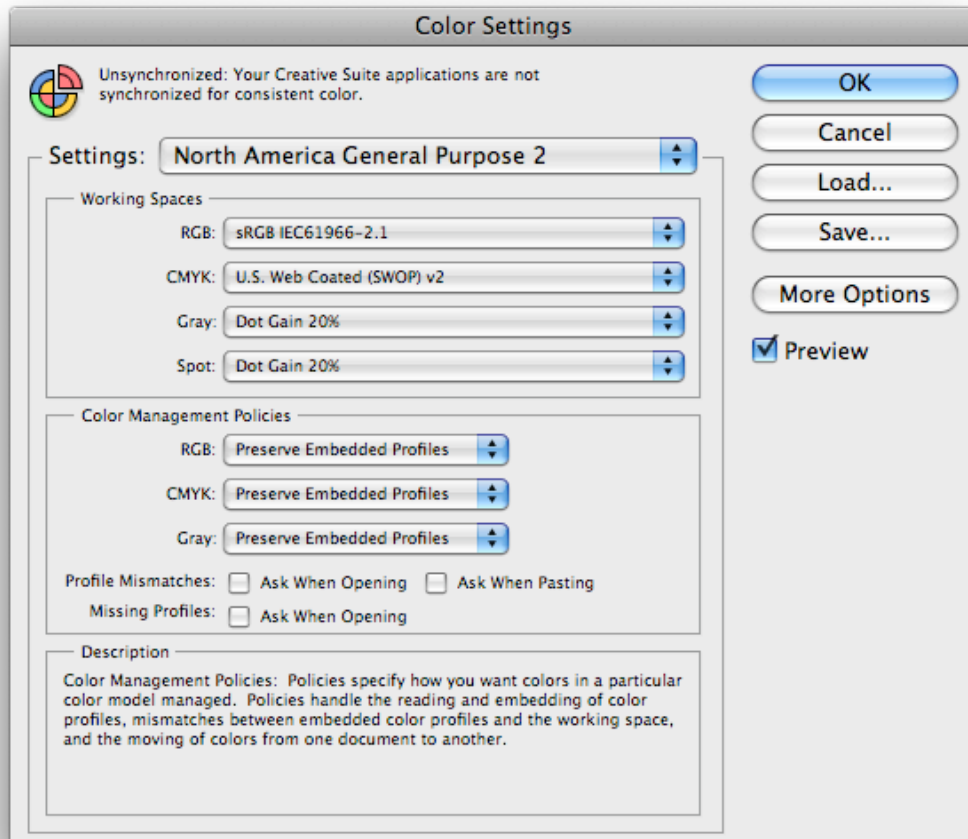 Color Settings
Unsynchronized: Your Creative Suite applications are not
synchronized for consistent color.
OK
Cancel
Load...
Save...
More Options
Preview
Settings: North America General Purpose 2
Working Spaces
RGB: sRGB IEC61966-2.1
CMYK: U.S. Web Coated (SWOP) v2
Gray: Dot Gain 20%
Spot: Dot Gain 20%
Color Management Policies
RGB: Preserve Embedded Profiles
CMYK: Preserve Embedded Profiles
Gray: Preserve Embedded Profiles
Profile Mismatches: Ask When Opening Ask When Pasting
Missing Profiles: Ask When Opening
Description
Color Management Policies: Policies specify how you want colors in a particular
color model managed. Policies handle the reading and embedding of color
profiles, mismatches between embedded color profiles and the working space,
and the moving of colors from one document to another.